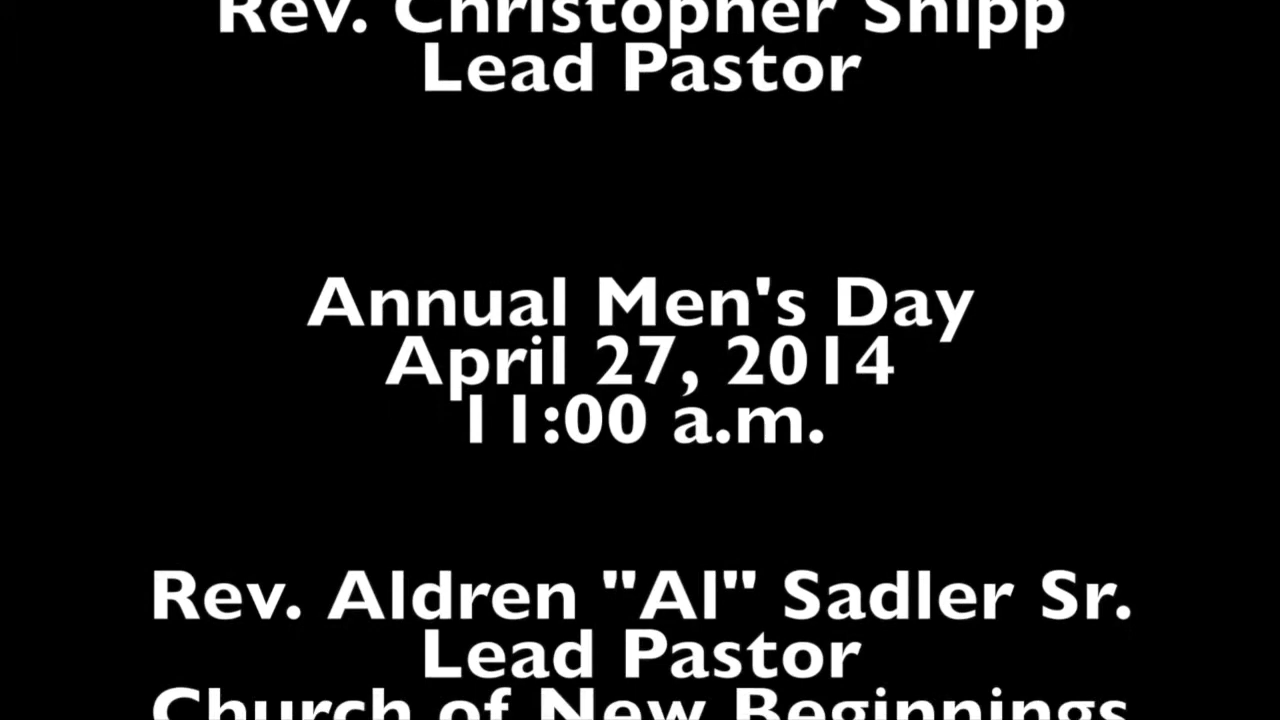 Rev. Christopher Shipp
Lead Pastor
Annual Men's Day
April 27, 2014
11:00 a.m.
Rev. Aldren "Al" Sadler Sr.
Lead Pastor
Church of New Beginnings